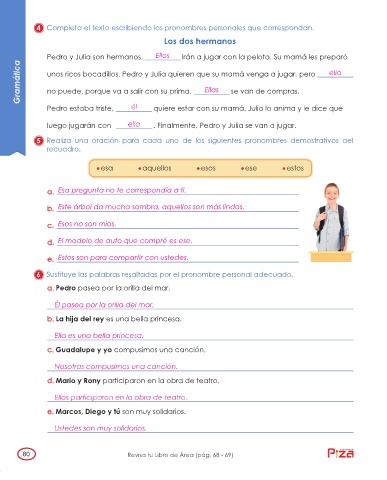 Gramática
4 Completa el texto escribiendo los pronombres personales que correspondan.
Los dos hermanos
Pedro y Julia son hermanos. Ellos irán a jugar con la pelota. Su mamá les preparó
unos ricos bocadillos. Pedro y Julia quieren que su mamá venga a jugar, pero ella
no puede, porque va a salir con su prima. Ellas se van de compras.
Pedro estaba triste, él quiere estar con su mamá. Julia lo anima y le dice que
luego jugarán con ella. Finalmente, Pedro y Julia se van a jugar.
5 Realiza una oración para cada uno de los siguientes pronombres demostrativos del
recuadro.
• esa • aquellos • esos • ese • estos
a. Esa pregunta no te correspondía a ti.
b. Este árbol da mucha sombra, aquellos son más lindos.
c. Esos no son míos.
d. El modelo de auto que compré es ese.
e. Estos son para compartir con ustedes.
6 Sustituye las palabras resaltadas por el pronombre personal adecuado.
a. Pedro pasea por la orilla del mar.
Él pasea por la orilla del mar.
b. La hija del rey es una bella princesa.
Ella es una bella princesa.
c. Guadalupe y yo compusimos una canción.
Nosotras compusimos una canción.
d. Mario y Rony participaron en la obra de teatro.
Ellos participaron en la obra de teatro.
e. Marcos, Diego y tú son muy solidarios.
Ustedes son muy solidarios.
80
Revisa tu Libro de Área (pág. 68 - 69)
Piza